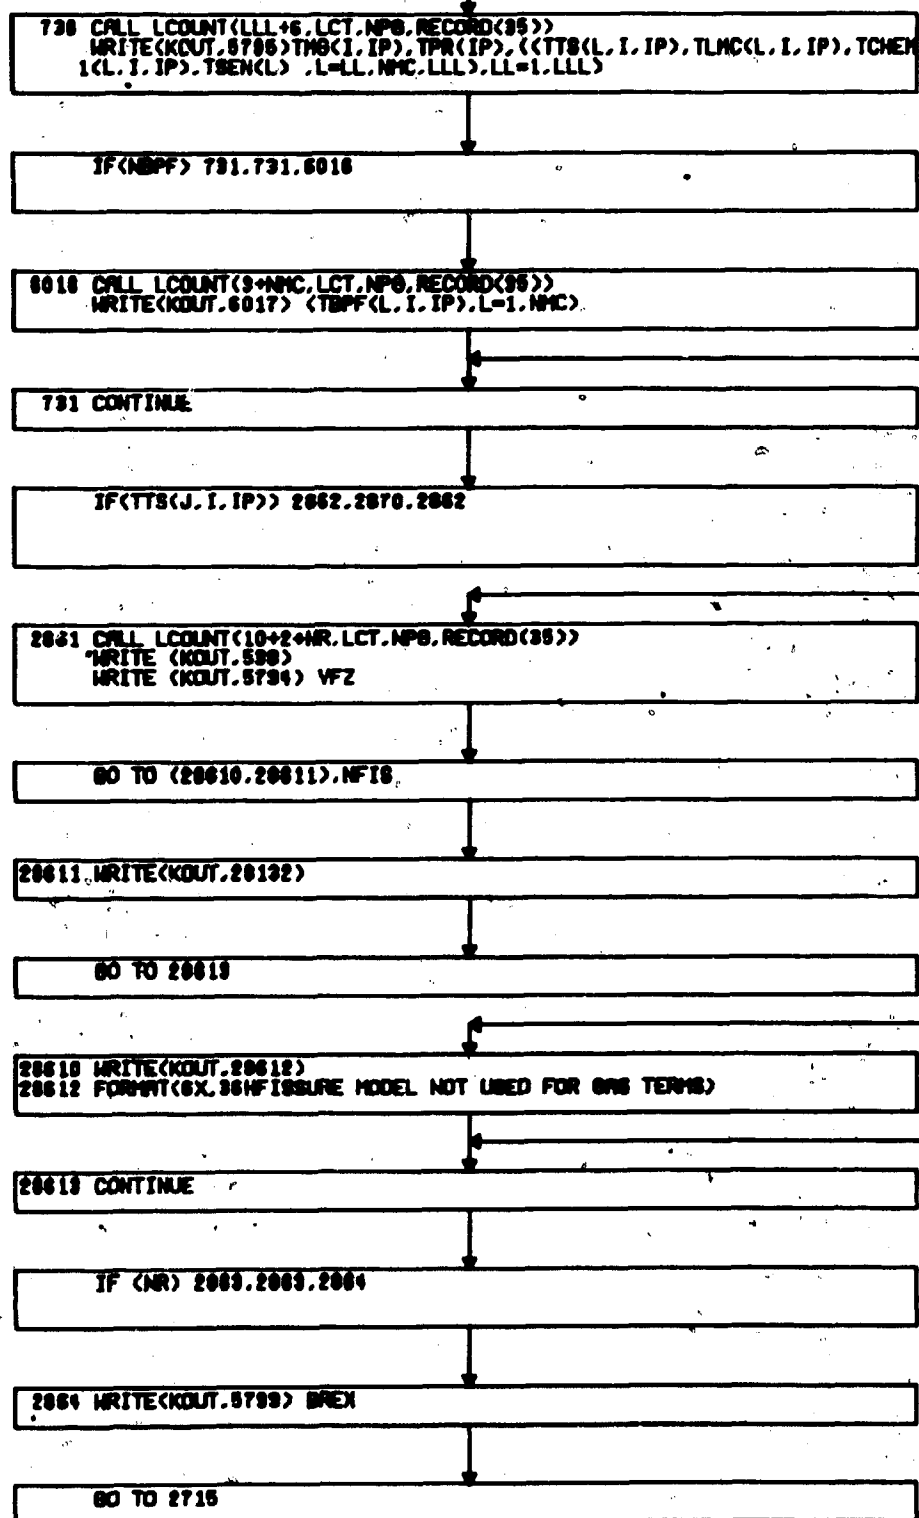 730 CALL LCOUNT(LLL+6,LCT,NPG,RECORD(35))
WRITE(KOUT,5795)TMG(I,IP),TPR(IP),((TTS(L,I,IP),TLMC(L,I,IP),TCHEM
1(L,I,IP),TSEN(L) ,L=LL,NMC,LLL),LL=1,LLL)
IF(NBPF) 731,731,6016
6016 CALL LCOUNT(3+NMC,LCT,NPG,RECORD(35))
WRITE(KOUT,6017) (TBPF(L,I,IP),L=1,NMC)
731 CONTINUE
IF(TTS(J,I,IP)) 2862,2870,2862
2861 CALL LCOUNT(10+2+NR,LCT,NPG,RECORD(35))
WRITE (KOUT,598)
WRITE (KOUT,5794) VFZ
GO TO (28610,28611),NFIS
28611 WRITE(KOUT,28132)
GO TO 28613
28610 WRITE(KOUT,28612)
28612 FORMAT(6X,36HFISSURE MODEL NOT USED FOR GAS TERMS)
28613 CONTINUE
IF (NR) 2863,2863,2864
2864 WRITE(KOUT,5799) BREX
GO TO 2715